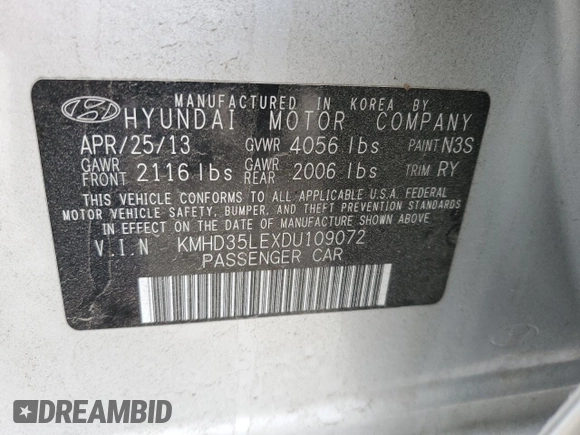 MANUFACTURED IN KOREA BY
HYUNDAI MOTOR COMPANY
APR/25/13 GVWR 4056 lbs PAINT N3S
GAWR FRONT 2116 lbs GAWR REAR 2006 lbs TRIM RY
THIS VEHICLE CONFORMS TO ALL APPLICABLE U.S.A. FEDERAL
MOTOR VEHICLE SAFETY, BUMPER, AND THEFT PREVENTION STANDARDS
IN EFFECT ON THE DATE OF MANUFACTURE SHOWN ABOVE.
V.I.N KMHD35LEXDU109072
PASSENGER CAR
DREAMBID